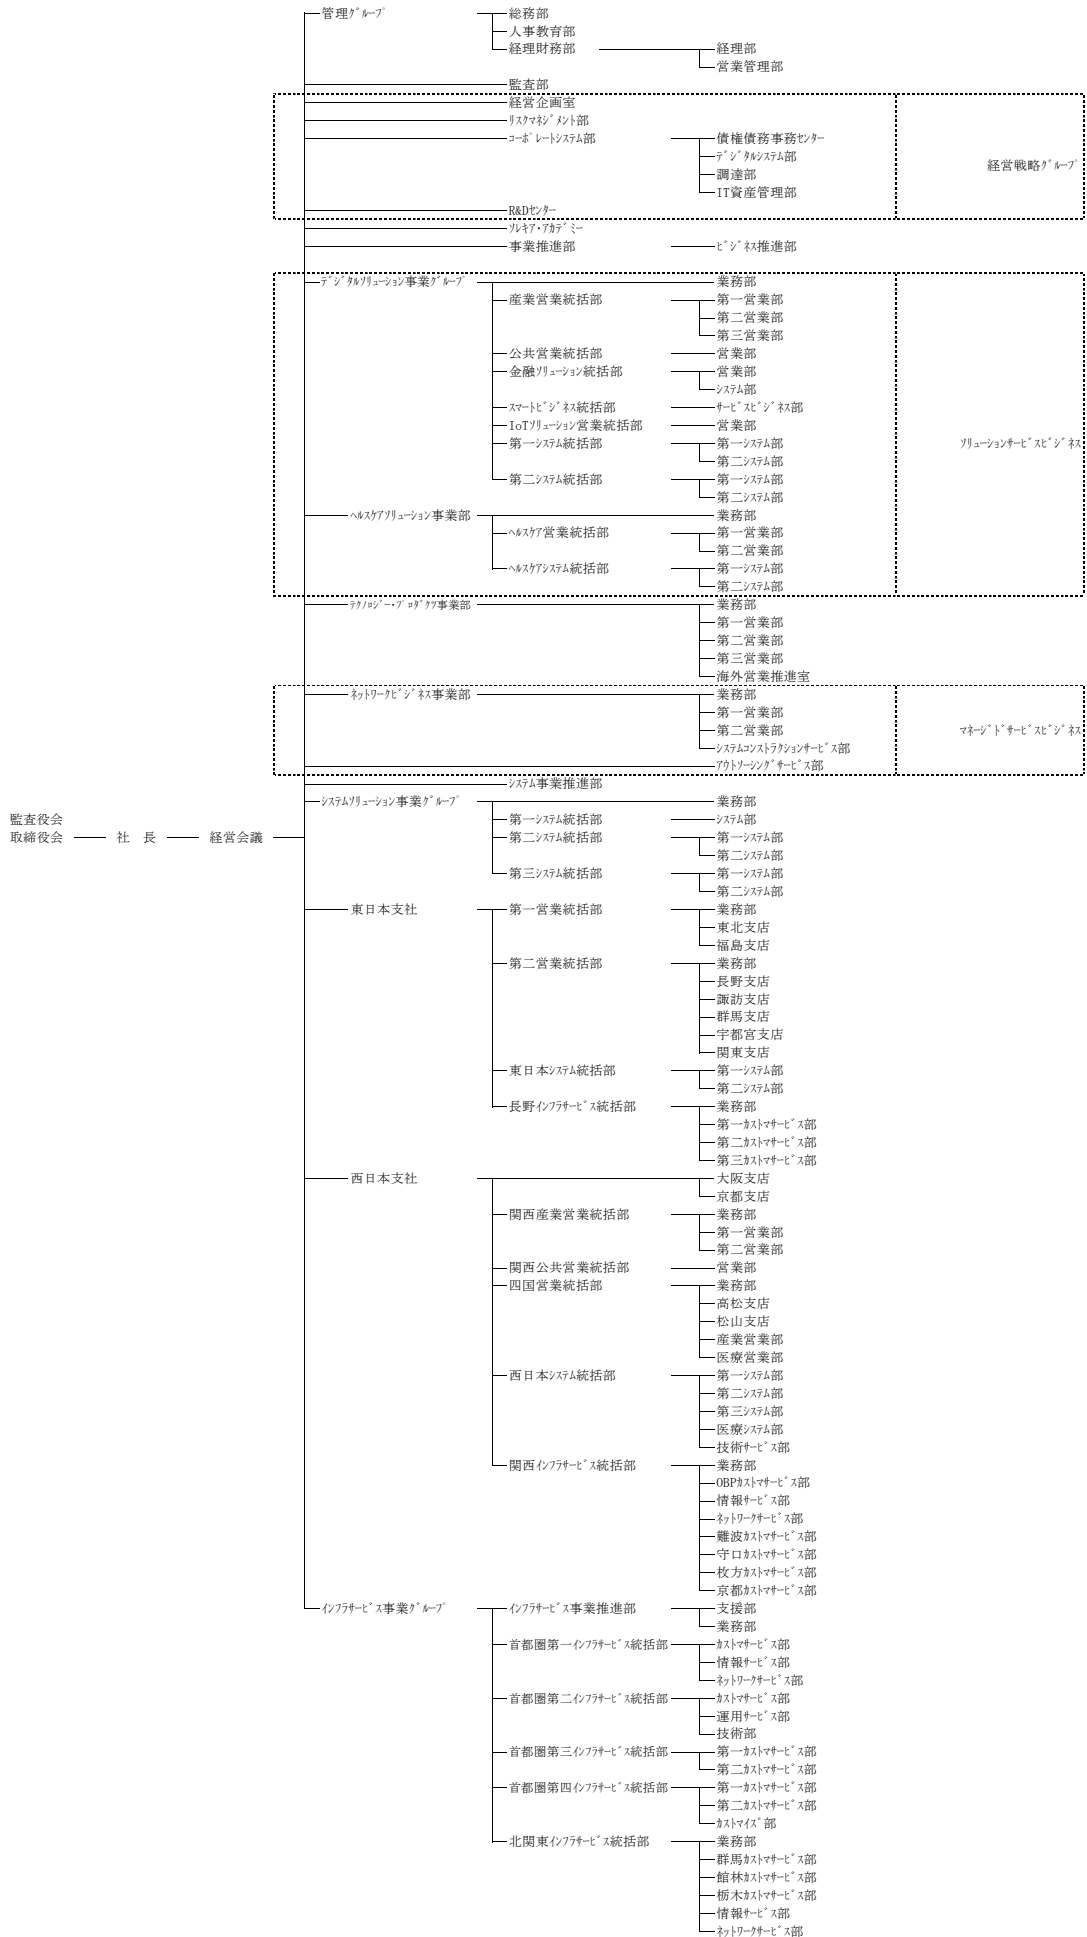 管理ｸﾞﾙｰﾌﾟ 総務部
人事教育部
経理財務部 経理部
営業管理部
監査部
経営企画室
ﾘｽｸﾏﾈｼﾞﾒﾝﾄ部
ｺｰﾎﾟﾚｰﾄｼｽﾃﾑ部 債権債務事務ｾﾝﾀｰ
ﾃﾞｼﾞﾀﾙｼｽﾃﾑ部
経営戦略ｸﾞﾙｰﾌﾟ
調達部
IT資産管理部
R&Dｾﾝﾀｰ
ｿﾚｷｱ・ｱｶﾃﾞﾐｰ
事業推進部 ﾋﾞｼﾞﾈｽ推進部
ﾃﾞｼﾞﾀﾙｿﾘｭｰｼｮﾝ事業ｸﾞﾙｰﾌﾟ 業務部
産業営業統括部 第一営業部
第二営業部
第三営業部
公共営業統括部 営業部
金融ｿﾘｭｰｼｮﾝ統括部 営業部
ｼｽﾃﾑ部
ｽﾏｰﾄﾋﾞｼﾞﾈｽ統括部 ｻｰﾋﾞｽﾋﾞｼﾞﾈｽ部
IoTｿﾘｭｰｼｮﾝ営業統括部 営業部
第一ｼｽﾃﾑ統括部 第一ｼｽﾃﾑ部 ｿﾘｭｰｼｮﾝｻｰﾋﾞｽﾋﾞｼﾞﾈｽ
第二ｼｽﾃﾑ部
第二ｼｽﾃﾑ統括部 第一ｼｽﾃﾑ部
第二ｼｽﾃﾑ部
ﾍﾙｽｹｱｿﾘｭｰｼｮﾝ事業部 業務部
ﾍﾙｽｹｱ営業統括部 第一営業部
第二営業部
ﾍﾙｽｹｱｼｽﾃﾑ統括部 第一ｼｽﾃﾑ部
第二ｼｽﾃﾑ部
ﾃｸﾉﾛｼﾞｰ・ﾌﾟﾛﾀﾞｸﾂ事業部 業務部
第一営業部
第二営業部
第三営業部
海外営業推進室
ﾈｯﾄﾜｰｸﾋﾞｼﾞﾈｽ事業部 業務部
第一営業部
第二営業部 ﾏﾈｰｼﾞﾄﾞｻｰﾋﾞｽﾋﾞｼﾞﾈｽ
ｼｽﾃﾑｺﾝｽﾄﾗｸｼｮﾝｻｰﾋﾞｽ部
ｱｳﾄｿｰｼﾝｸﾞｻｰﾋﾞｽ部
ｼｽﾃﾑ事業推進部
ｼｽﾃﾑｿﾘｭｰｼｮﾝ事業ｸﾞﾙｰﾌﾟ 業務部
監査役会 第一ｼｽﾃﾑ統括部 ｼｽﾃﾑ部
取締役会 社　長 経営会議 第二ｼｽﾃﾑ統括部 第一ｼｽﾃﾑ部
第二ｼｽﾃﾑ部
第三ｼｽﾃﾑ統括部 第一ｼｽﾃﾑ部
第二ｼｽﾃﾑ部
東日本支社 第一営業統括部 業務部
東北支店
福島支店
第二営業統括部 業務部
長野支店
諏訪支店
群馬支店
宇都宮支店
関東支店
東日本ｼｽﾃﾑ統括部 第一ｼｽﾃﾑ部
第二ｼｽﾃﾑ部
長野ｲﾝﾌﾗｻｰﾋﾞｽ統括部 業務部
第一ｶｽﾄﾏｻｰﾋﾞｽ部
第二ｶｽﾄﾏｻｰﾋﾞｽ部
第三ｶｽﾄﾏｻｰﾋﾞｽ部
西日本支社 大阪支店
京都支店
関西産業営業統括部 業務部
第一営業部
第二営業部
関西公共営業統括部 営業部
四国営業統括部 業務部
高松支店
松山支店
産業営業部
医療営業部
西日本ｼｽﾃﾑ統括部 第一ｼｽﾃﾑ部
第二ｼｽﾃﾑ部
第三ｼｽﾃﾑ部
医療ｼｽﾃﾑ部
技術ｻｰﾋﾞｽ部
関西ｲﾝﾌﾗｻｰﾋﾞｽ統括部 業務部
OBPｶｽﾄﾏｻｰﾋﾞｽ部
情報ｻｰﾋﾞｽ部
ﾈｯﾄﾜｰｸｻｰﾋﾞｽ部
難波ｶｽﾄﾏｻｰﾋﾞｽ部
守口ｶｽﾄﾏｻｰﾋﾞｽ部
枚方ｶｽﾄﾏｻｰﾋﾞｽ部
京都ｶｽﾄﾏｻｰﾋﾞｽ部
ｲﾝﾌﾗｻｰﾋﾞｽ事業ｸﾞﾙｰﾌﾟ ｲﾝﾌﾗｻｰﾋﾞｽ事業推進部 支援部
業務部
首都圏第一ｲﾝﾌﾗｻｰﾋﾞｽ統括部 ｶｽﾄﾏｻｰﾋﾞｽ部
情報ｻｰﾋﾞｽ部
ﾈｯﾄﾜｰｸｻｰﾋﾞｽ部
首都圏第二ｲﾝﾌﾗｻｰﾋﾞｽ統括部 ｶｽﾄﾏｻｰﾋﾞｽ部
運用ｻｰﾋﾞｽ部
技術部
首都圏第三ｲﾝﾌﾗｻｰﾋﾞｽ統括部 第一ｶｽﾄﾏｻｰﾋﾞｽ部
第二ｶｽﾄﾏｻｰﾋﾞｽ部
首都圏第四ｲﾝﾌﾗｻｰﾋﾞｽ統括部 第一ｶｽﾄﾏｻｰﾋﾞｽ部
第二ｶｽﾄﾏｻｰﾋﾞｽ部
ｶｽﾄﾏｲｽﾞ部
北関東ｲﾝﾌﾗｻｰﾋﾞｽ統括部 業務部
群馬ｶｽﾄﾏｻｰﾋﾞｽ部
館林ｶｽﾄﾏｻｰﾋﾞｽ部
栃木ｶｽﾄﾏｻｰﾋﾞｽ部
情報ｻｰﾋﾞｽ部
ﾈｯﾄﾜｰｸｻｰﾋﾞｽ部